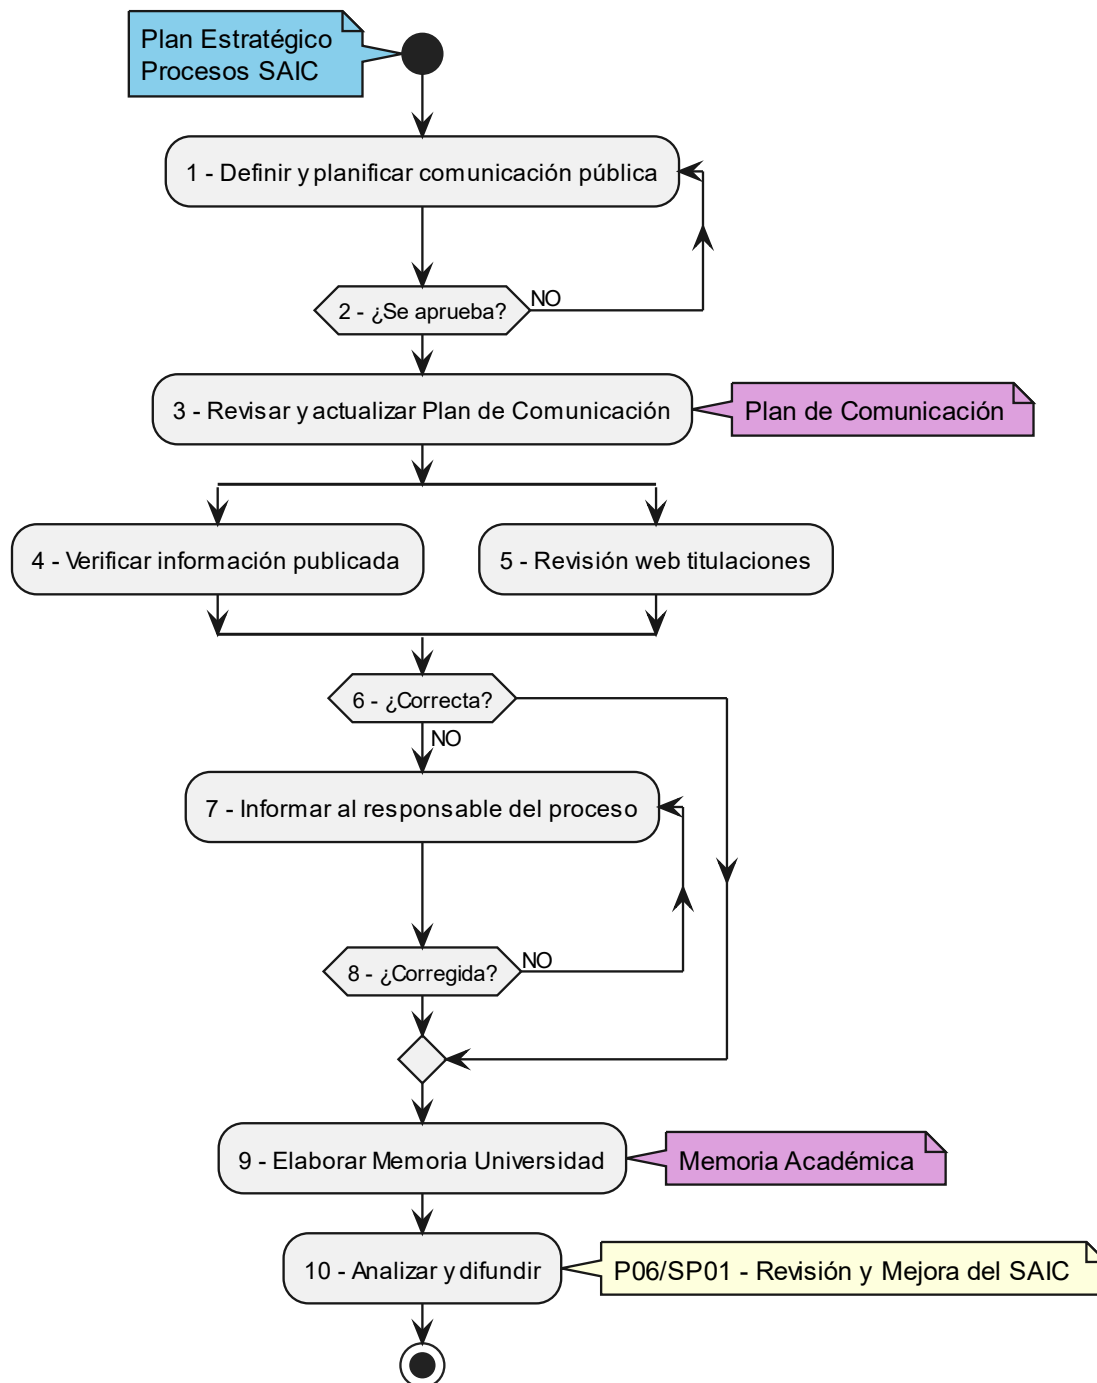 Plan Estratégico
Procesos SAIC
1 - Definir y planificar comunicación pública
NO
2 - ¿Se aprueba?
3 - Revisar y actualizar Plan de Comunicación
Plan de Comunicación
4 - Verificar información publicada
5 - Revisión web titulaciones
6 - ¿Correcta?
NO
7 - Informar al responsable del proceso
NO
8 - ¿Corregida?
9 - Elaborar Memoria Universidad
Memoria Académica
10 - Analizar y difundir
P06/SP01 - Revisión y Mejora del SAIC